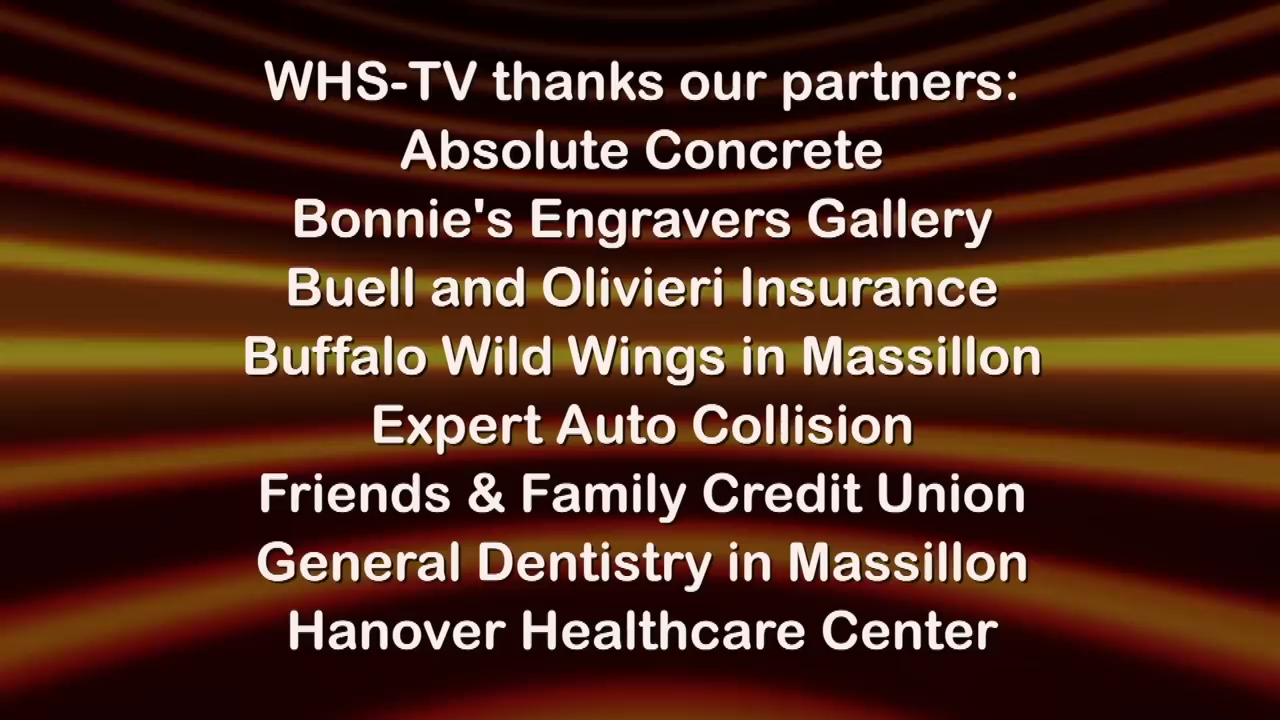 WHS-TV thanks our partners:
Absolute Concrete
Bonnie's Engravers Gallery
Buell and Olivieri Insurance
Buffalo Wild Wings in Massillon
Expert Auto Collision
Friends & Family Credit Union
General Dentistry in Massillon
Hanover Healthcare Center